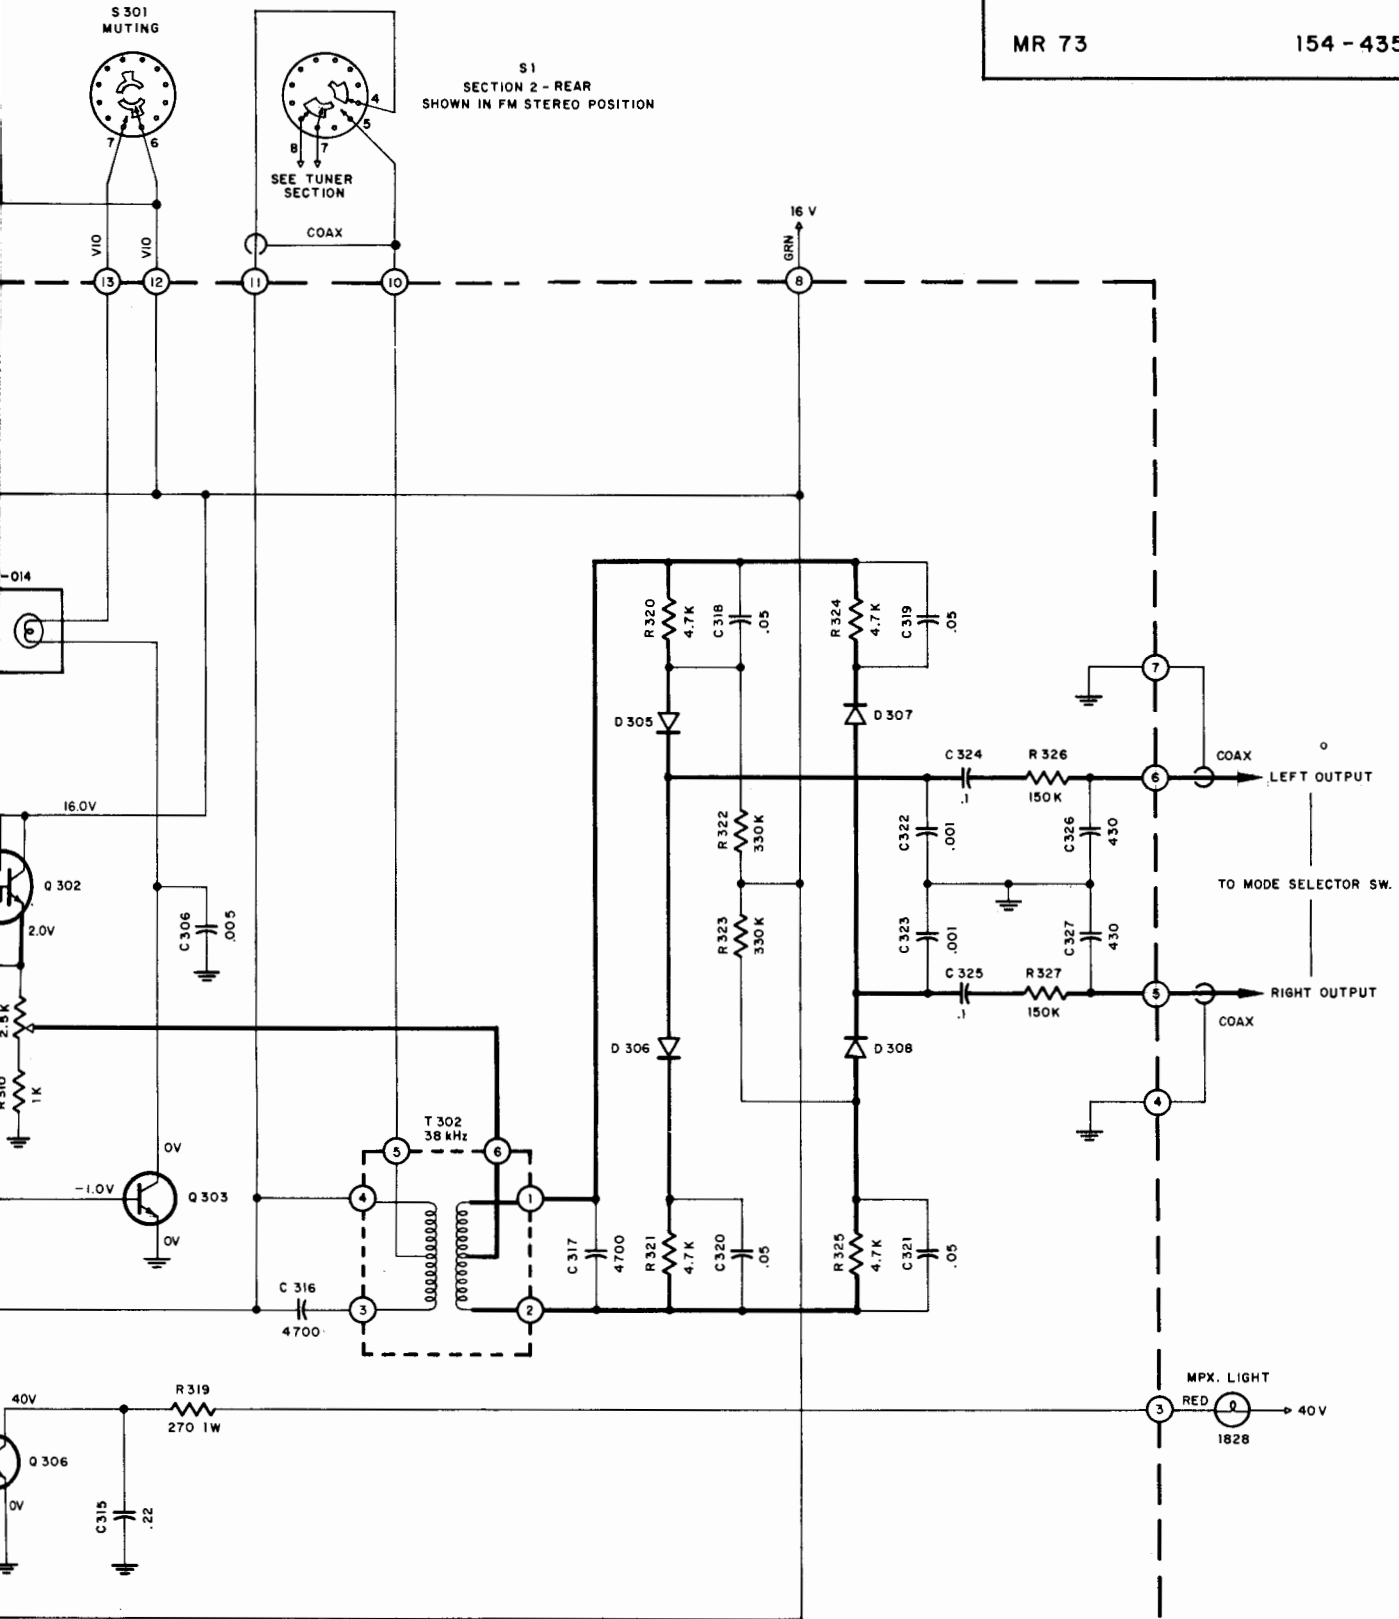 S301
MUTING
7
6
S1
SECTION 2 - REAR
SHOWN IN FM STEREO POSITION
4
5
8
7
SEE TUNER
SECTION
MR 73
154-435
VIO
VIO
COAX
16 V
GRN
13
12
11
10
8
-014
R320
4.7K
C318
.05
R324
4.7K
C319
.05
D305
D307
7
COAX
C324
.1
R326
150K
6
LEFT OUTPUT
16.0V
R322
330K
C322
.001
C326
430
Q302
2.0V
C306
.005
R323
330K
C323
.001
C327
430
TO MODE SELECTOR SW.
C325
.1
R327
150K
5
RIGHT OUTPUT
COAX
2.5K
R310
1K
D306
D308
4
0V
T302
38 kHz
5
6
-1.0V
Q303
4
1
0V
C317
4700
R321
4.7K
C320
.05
R325
4.7K
C321
.05
C316
4700
3
2
MPX. LIGHT
40V
R319
270 1W
3
RED
40V
1828
Q306
0V
C315
.22